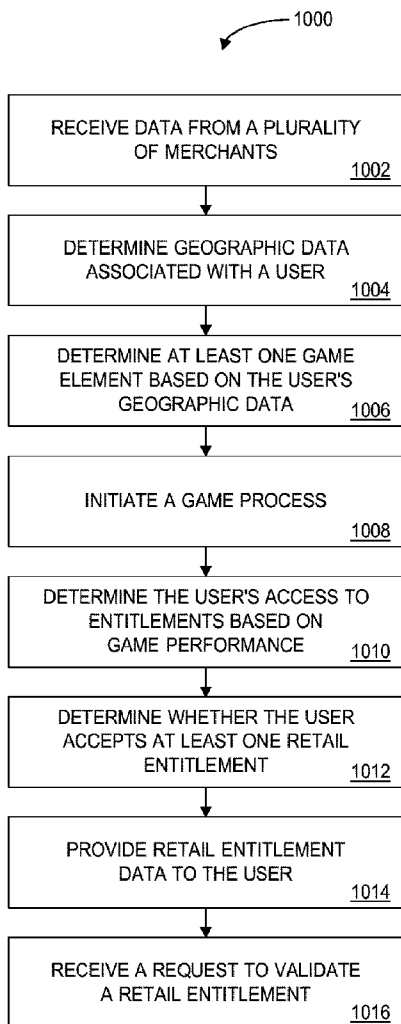 1000
RECEIVE DATA FROM A PLURALITY
OF MERCHANTS
1002
DETERMINE GEOGRAPHIC DATA
ASSOCIATED WITH A USER
1004
DETERMINE AT LEAST ONE GAME
ELEMENT BASED ON THE USER'S
GEOGRAPHIC DATA
1006
INITIATE A GAME PROCESS
1008
DETERMINE THE USER'S ACCESS TO
ENTITLEMENTS BASED ON
GAME PERFORMANCE
1010
DETERMINE WHETHER THE USER
ACCEPTS AT LEAST ONE RETAIL
ENTITLEMENT
1012
PROVIDE RETAIL ENTITLEMENT
DATA TO THE USER
1014
RECEIVE A REQUEST TO VALIDATE
A RETAIL ENTITLEMENT
1016